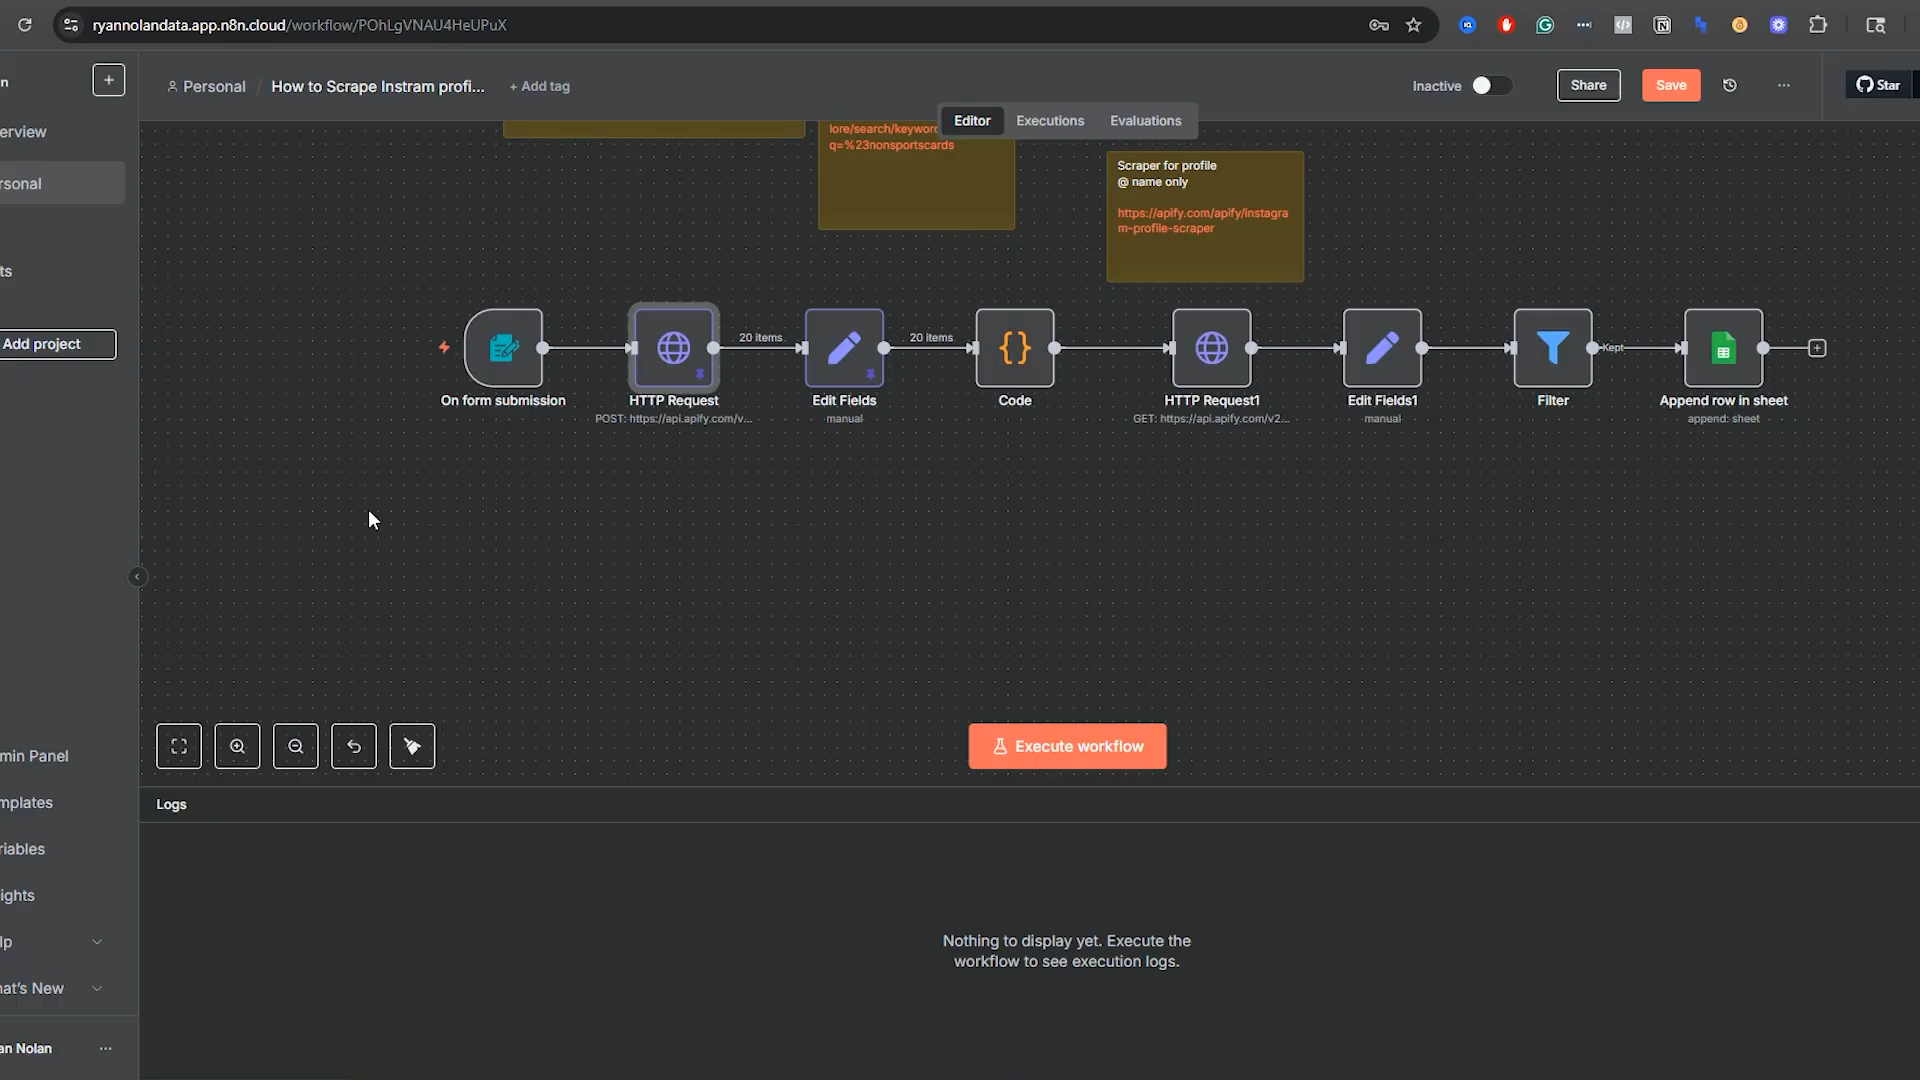 ryannolandata.app.n8n.cloud/workflow/POhLgVNAU4HeUPuX
n
Personal / How to Scrape Instram profi... + Add tag
Inactive
Share
Save
Star
Editor Executions Evaluations
erview
rsonal
ts
Add project
min Panel
mplates
riables
ights
lp
nat's New
an Nolan
lore/search/keyword
q=%23nonsportscards
Scraper for profile
@ name only
https://apify.com/apify/instagra
m-profile-scraper
20 items
20 items
Kept
On form submission
HTTP Request
POST: https://api.apify.com/v...
Edit Fields
manual
Code
HTTP Request1
GET: https://api.apify.com/v2...
Edit Fields1
manual
Filter
Append row in sheet
append: sheet
Execute workflow
Logs
Nothing to display yet. Execute the
workflow to see execution logs.